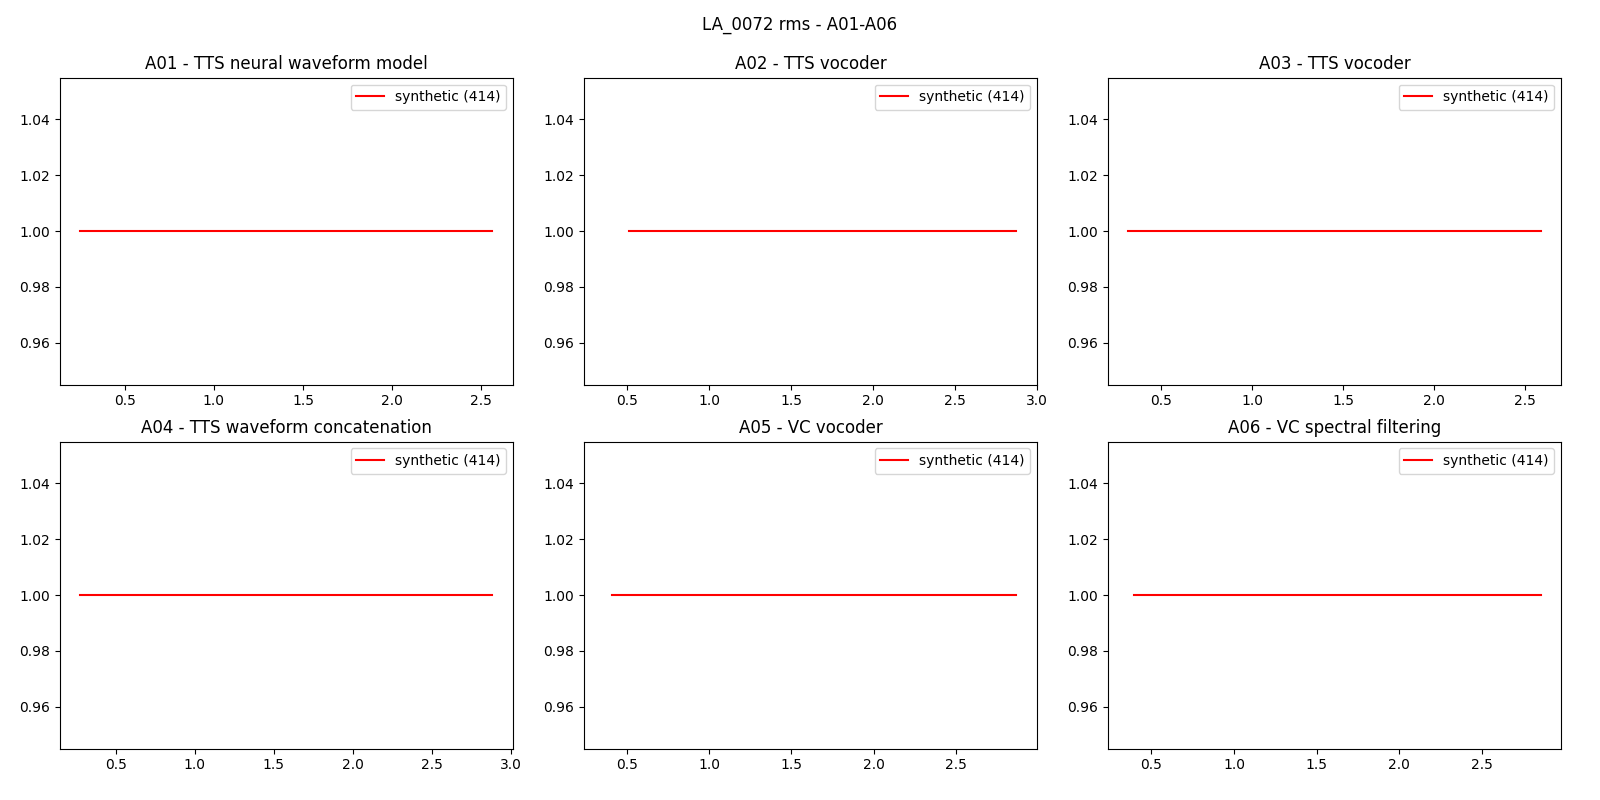 LA_0072 rms - A01-A06
A01 - TTS neural waveform model
synthetic (414)
1.04
1.02
1.00
0.98
0.96
0.5 1.0 1.5 2.0 2.5
A02 - TTS vocoder
synthetic (414)
1.04
1.02
1.00
0.98
0.96
0.5 1.0 1.5 2.0 2.5 3.0
A03 - TTS vocoder
synthetic (414)
1.04
1.02
1.00
0.98
0.96
0.5 1.0 1.5 2.0 2.5
A04 - TTS waveform concatenation
synthetic (414)
1.04
1.02
1.00
0.98
0.96
0.5 1.0 1.5 2.0 2.5 3.0
A05 - VC vocoder
synthetic (414)
1.04
1.02
1.00
0.98
0.96
0.5 1.0 1.5 2.0 2.5
A06 - VC spectral filtering
synthetic (414)
1.04
1.02
1.00
0.98
0.96
0.5 1.0 1.5 2.0 2.5